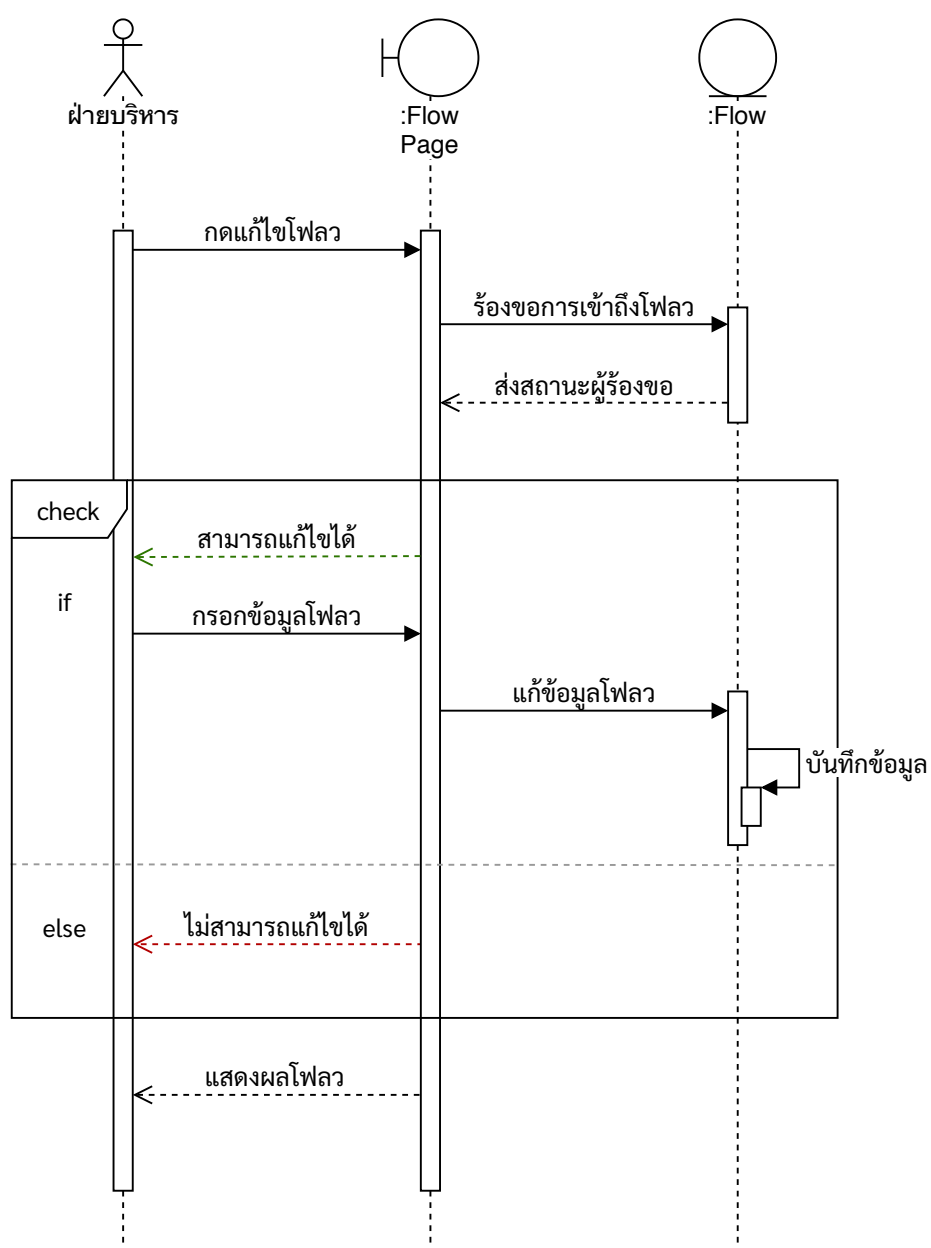 ฝ่ายบริหาร
:Flow
Page
:Flow
กดแก้ไขโฟลว
ร้องขอการเข้าถึงโฟลว
ส่งสถานะผู้ร้องขอ
check
สามารถแก้ไขได้
if
กรอกข้อมูลโฟลว
แก้ข้อมูลโฟลว
บันทึกข้อมูล
else
ไม่สามารถแก้ไขได้
แสดงผลโฟลว